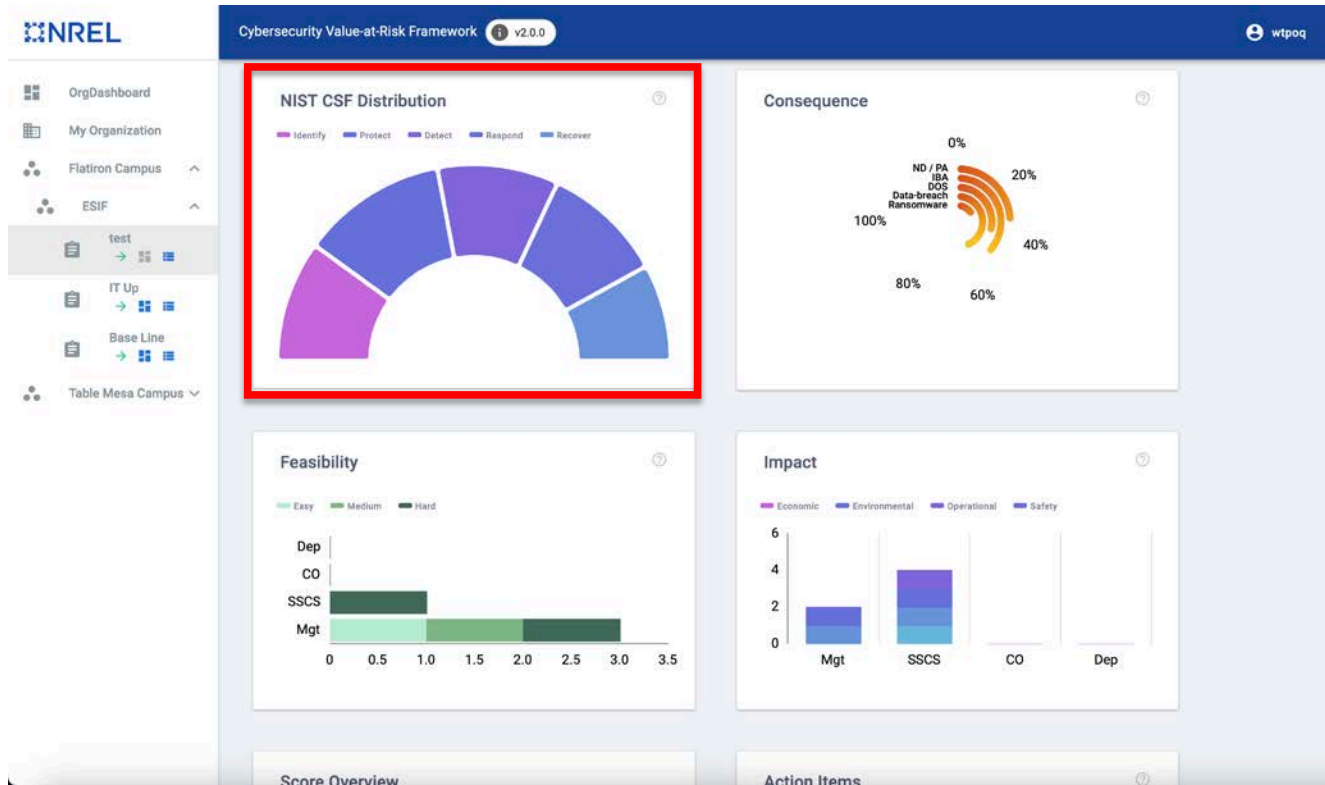 NREL
Cybersecurity Value-at-Risk Framework v2.0.0
wtpoq
OrgDashboard
My Organization
Flatiron Campus
ESIF
test
IT Up
Base Line
Table Mesa Campus
NIST CSF Distribution
Identify Protect Detect Respond Recover
Consequence
0%
20%
40%
60%
80%
100%
ND / PA
IBA
DOS
Data-breach
Ransomware
Feasibility
Easy Medium Hard
Dep
CO
SSCS
Mgt
0 0.5 1.0 1.5 2.0 2.5 3.0 3.5
Impact
Economic Environmental Operational Safety
6
4
2
0
Mgt SSCS CO Dep
Score Overview
Action Items